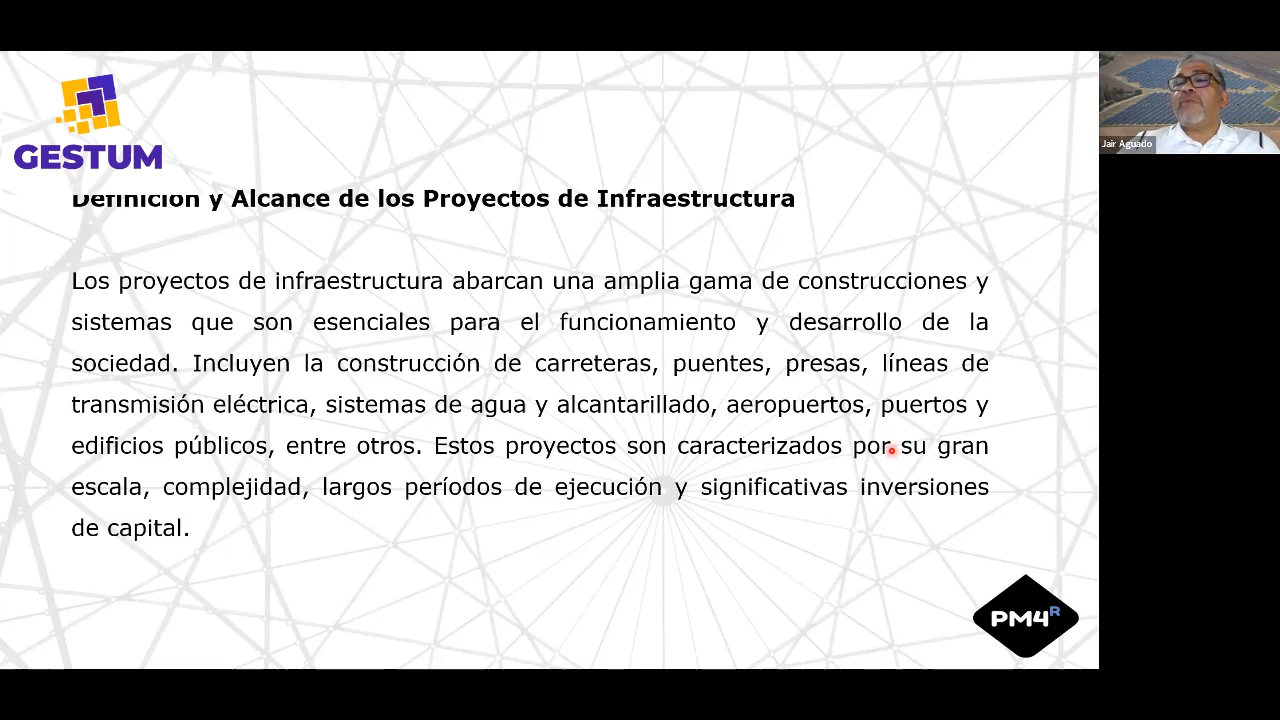 GESTUM
Jair Aguado
Definición y Alcance de los Proyectos de Infraestructura
Los proyectos de infraestructura abarcan una amplia gama de construcciones y
sistemas que son esenciales para el funcionamiento y desarrollo de la
sociedad. Incluyen la construcción de carreteras, puentes, presas, líneas de
transmisión eléctrica, sistemas de agua y alcantarillado, aeropuertos, puertos y
edificios públicos, entre otros. Estos proyectos son caracterizados por su gran
escala, complejidad, largos períodos de ejecución y significativas inversiones
de capital.
PM4R